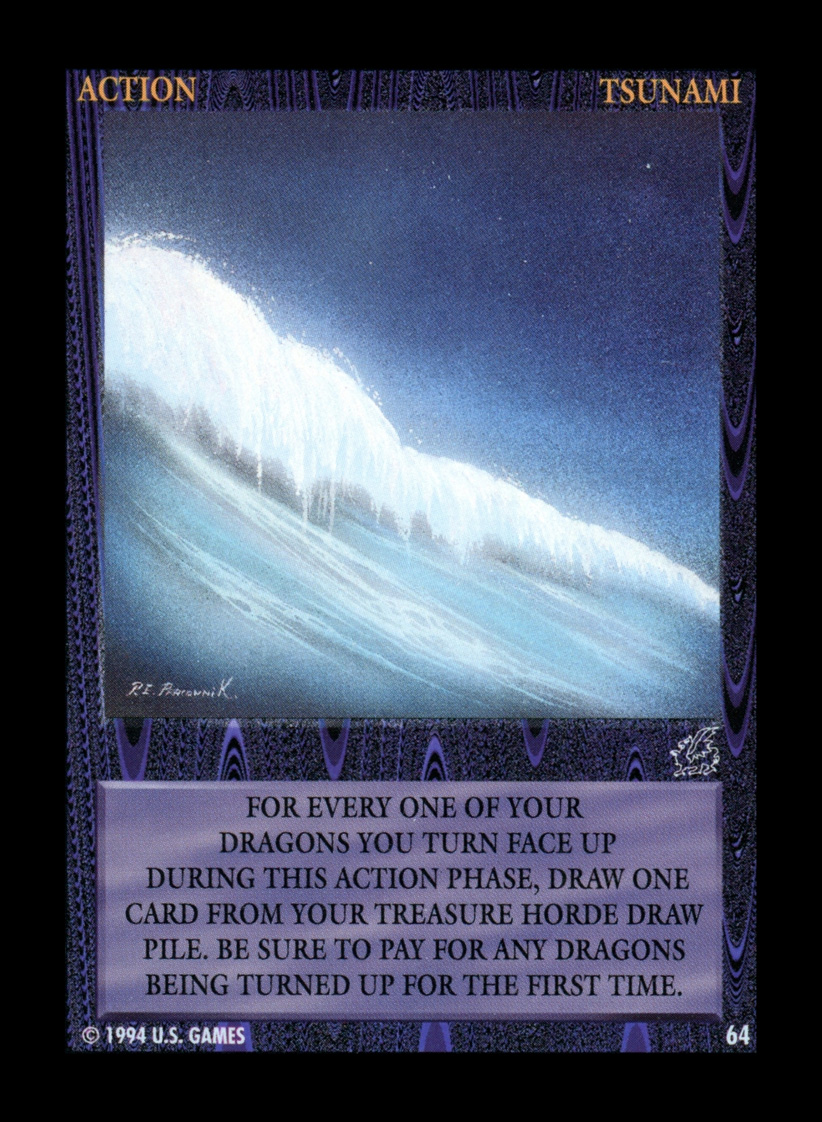 ACTION
TSUNAMI
R.E. PRACOWNIK.
FOR EVERY ONE OF YOUR
DRAGONS YOU TURN FACE UP
DURING THIS ACTION PHASE, DRAW ONE
CARD FROM YOUR TREASURE HORDE DRAW
PILE. BE SURE TO PAY FOR ANY DRAGONS
BEING TURNED UP FOR THE FIRST TIME.
© 1994 U.S. GAMES
64